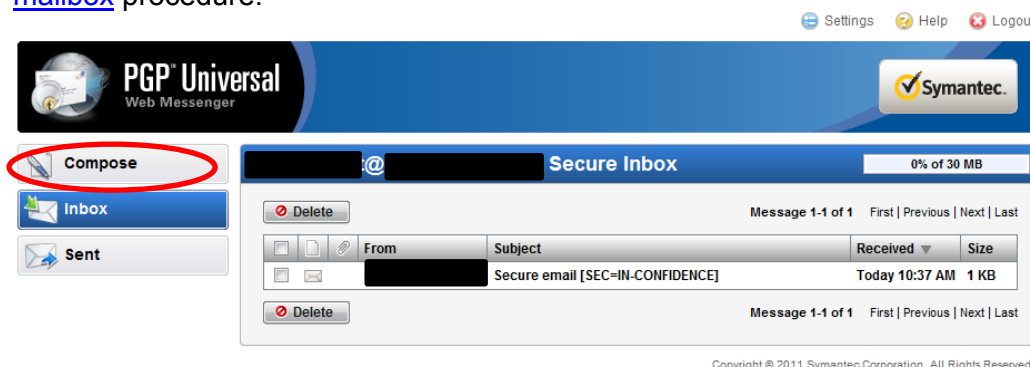 mailbox procedure.
Settings Help Logou
PGP™ Universal
Web Messenger
Symantec.
Compose
@ Secure Inbox 0% of 30 MB
Inbox
Delete Message 1-1 of 1 First | Previous | Next | Last
From Subject Received Size
Sent
Secure email [SEC=IN-CONFIDENCE] Today 10:37 AM 1 KB
Delete Message 1-1 of 1 First | Previous | Next | Last
Copyright © 2011 Symantec Corporation. All Rights Reserved